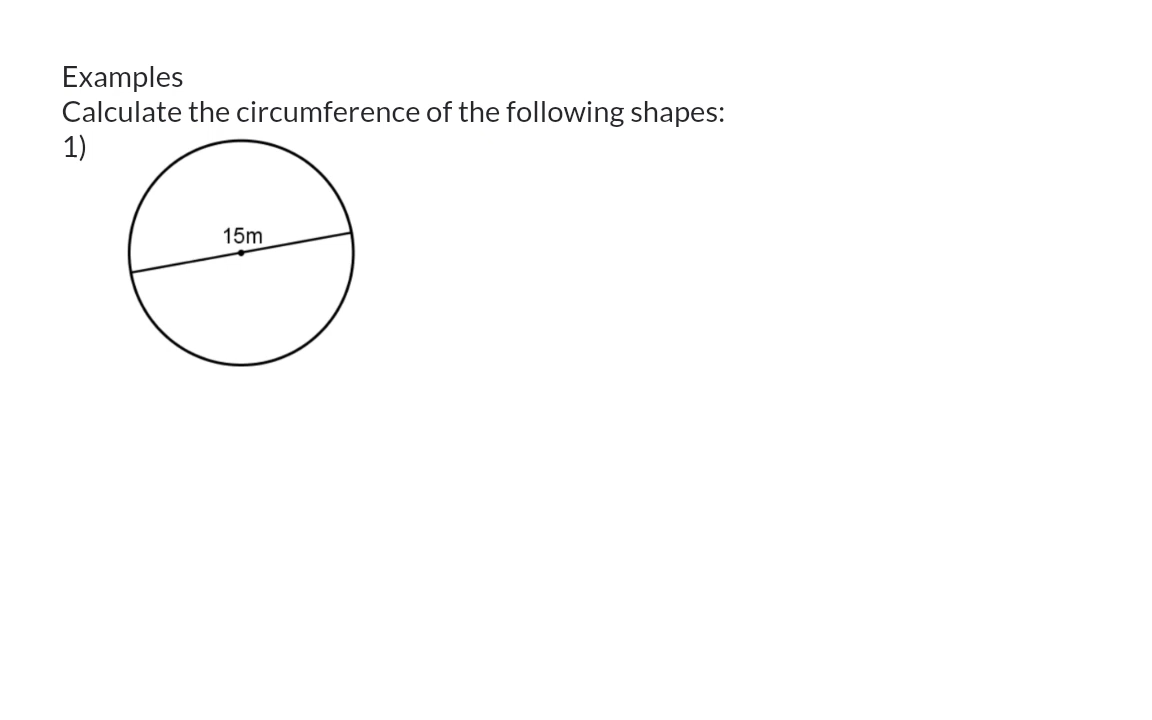 Examples
Calculate the circumference of the following shapes:
1)
15m